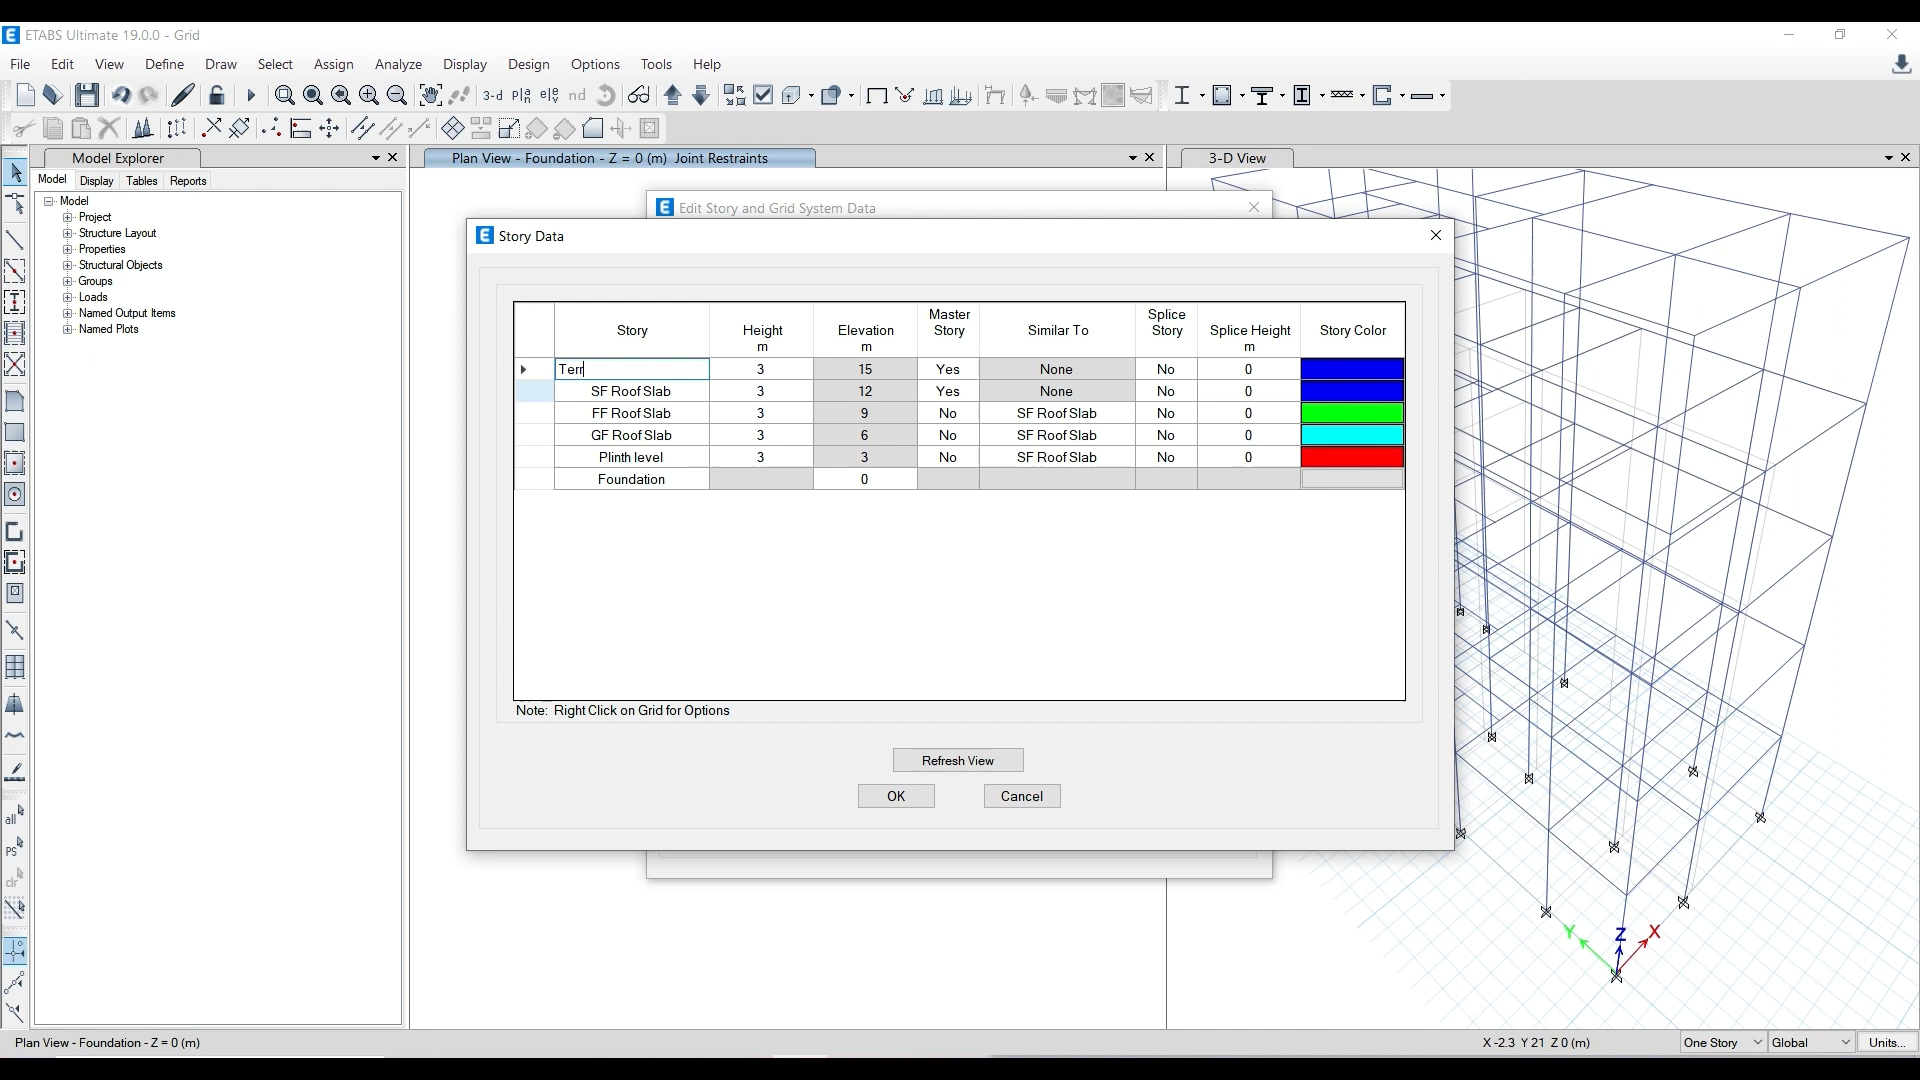 ETABS Ultimate 19.0.0 - Grid
File Edit View Define Draw Select Assign Analyze Display Design Options Tools Help
3-d pla ele nd
Model Explorer
Plan View - Foundation - Z = 0 (m) Joint Restraints
3-D View
Model Display Tables Reports
Model
Project
Structure Layout
Properties
Structural Objects
Groups
Loads
Named Output Items
Named Plots
all
ps
clr
Edit Story and Grid System Data
Story Data
Story Height m Elevation m Master Story Similar To Splice Story Splice Height m Story Color
Terr 3 15 Yes None No 0
SF Roof Slab 3 12 Yes None No 0
FF Roof Slab 3 9 No SF Roof Slab No 0
GF Roof Slab 3 6 No SF Roof Slab No 0
Plinth level 3 3 No SF Roof Slab No 0
Foundation 0
Note: Right Click on Grid for Options
Refresh View
OK Cancel
Y Z X
Plan View - Foundation - Z = 0 (m)
X -2.3 Y 21 Z 0 (m)
One Story Global Units...